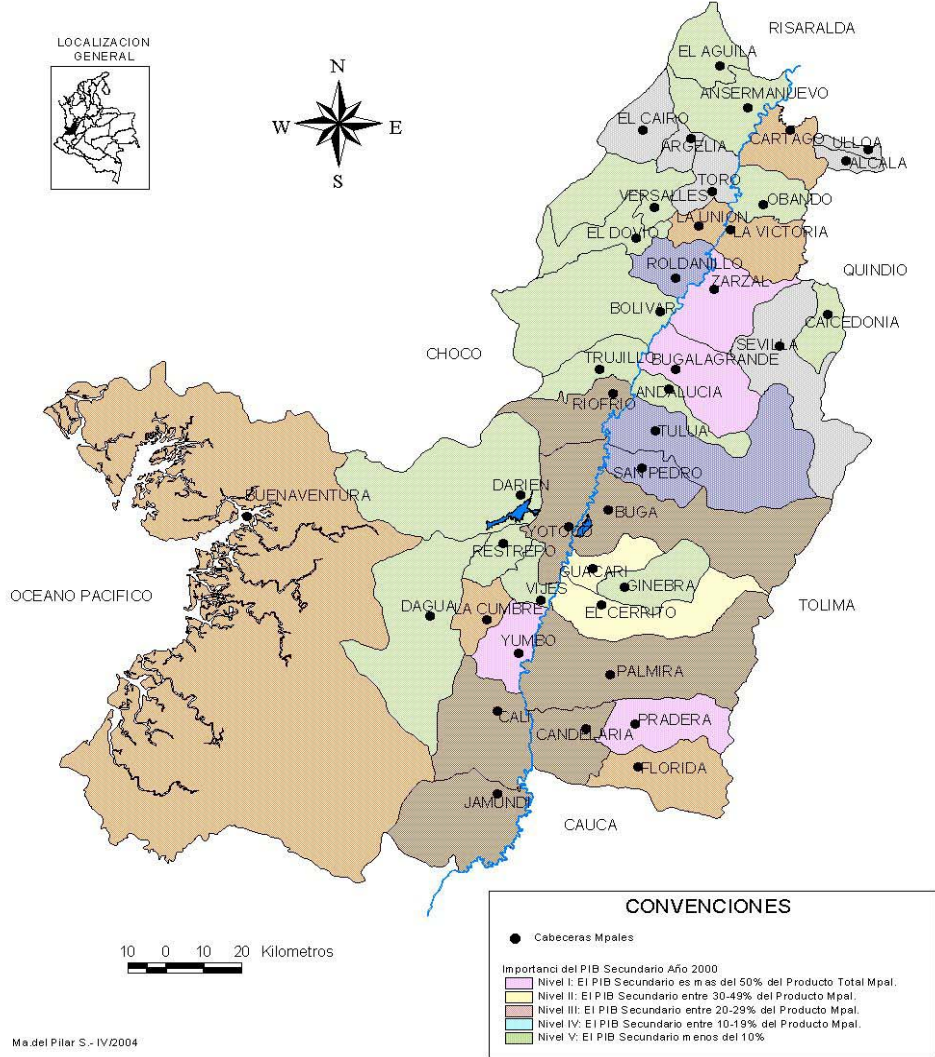 LOCALIZACION
GENERAL
N
W
E
S
RISARALDA
EL AGUILA
ANSERMANUEVO
EL CAIRO
ARGELIA
CARTAGO
ULLOA
ALCALA
TORO
VERSALLES
OBANDO
LA UNION
LA VICTORIA
EL DOVIO
ROLDANILLO
QUINDIO
ZARZAL
BOLIVAR
CAICEDONIA
SEVILLA
CHOCO
TRUJILLO
BUGALAGRANDE
ANDALUCIA
RIOFRIO
TULUA
SAN PEDRO
DARIEN
BUENAVENTURA
BUGA
YOTOCO
RESTREPO
GUACARI
GINEBRA
OCEANO PACIFICO
VIJES
DAGUA
LA CUMBRE
EL CERRITO
TOLIMA
YUMBO
PALMIRA
CALI
CANDELARIA
PRADERA
FLORIDA
JAMUNDI
CAUCA
CONVENCIONES
Cabeceras Mpales
10 0 10 20 Kilometros
Importanci del PIB Secundario Año 2000
Nivel I: El PIB Secundario es mas del 50% del Producto Total Mpal.
Nivel II: El PIB Secundario entre 30-49% del Producto Mpal.
Nivel III: El PIB Secundario entre 20-29% del Producto Mpal.
Nivel IV: El PIB Secundario entre 10-19% del Producto Mpal.
Nivel V: El PIB Secundario menos del 10%
Ma.del Pilar S.- IV/2004